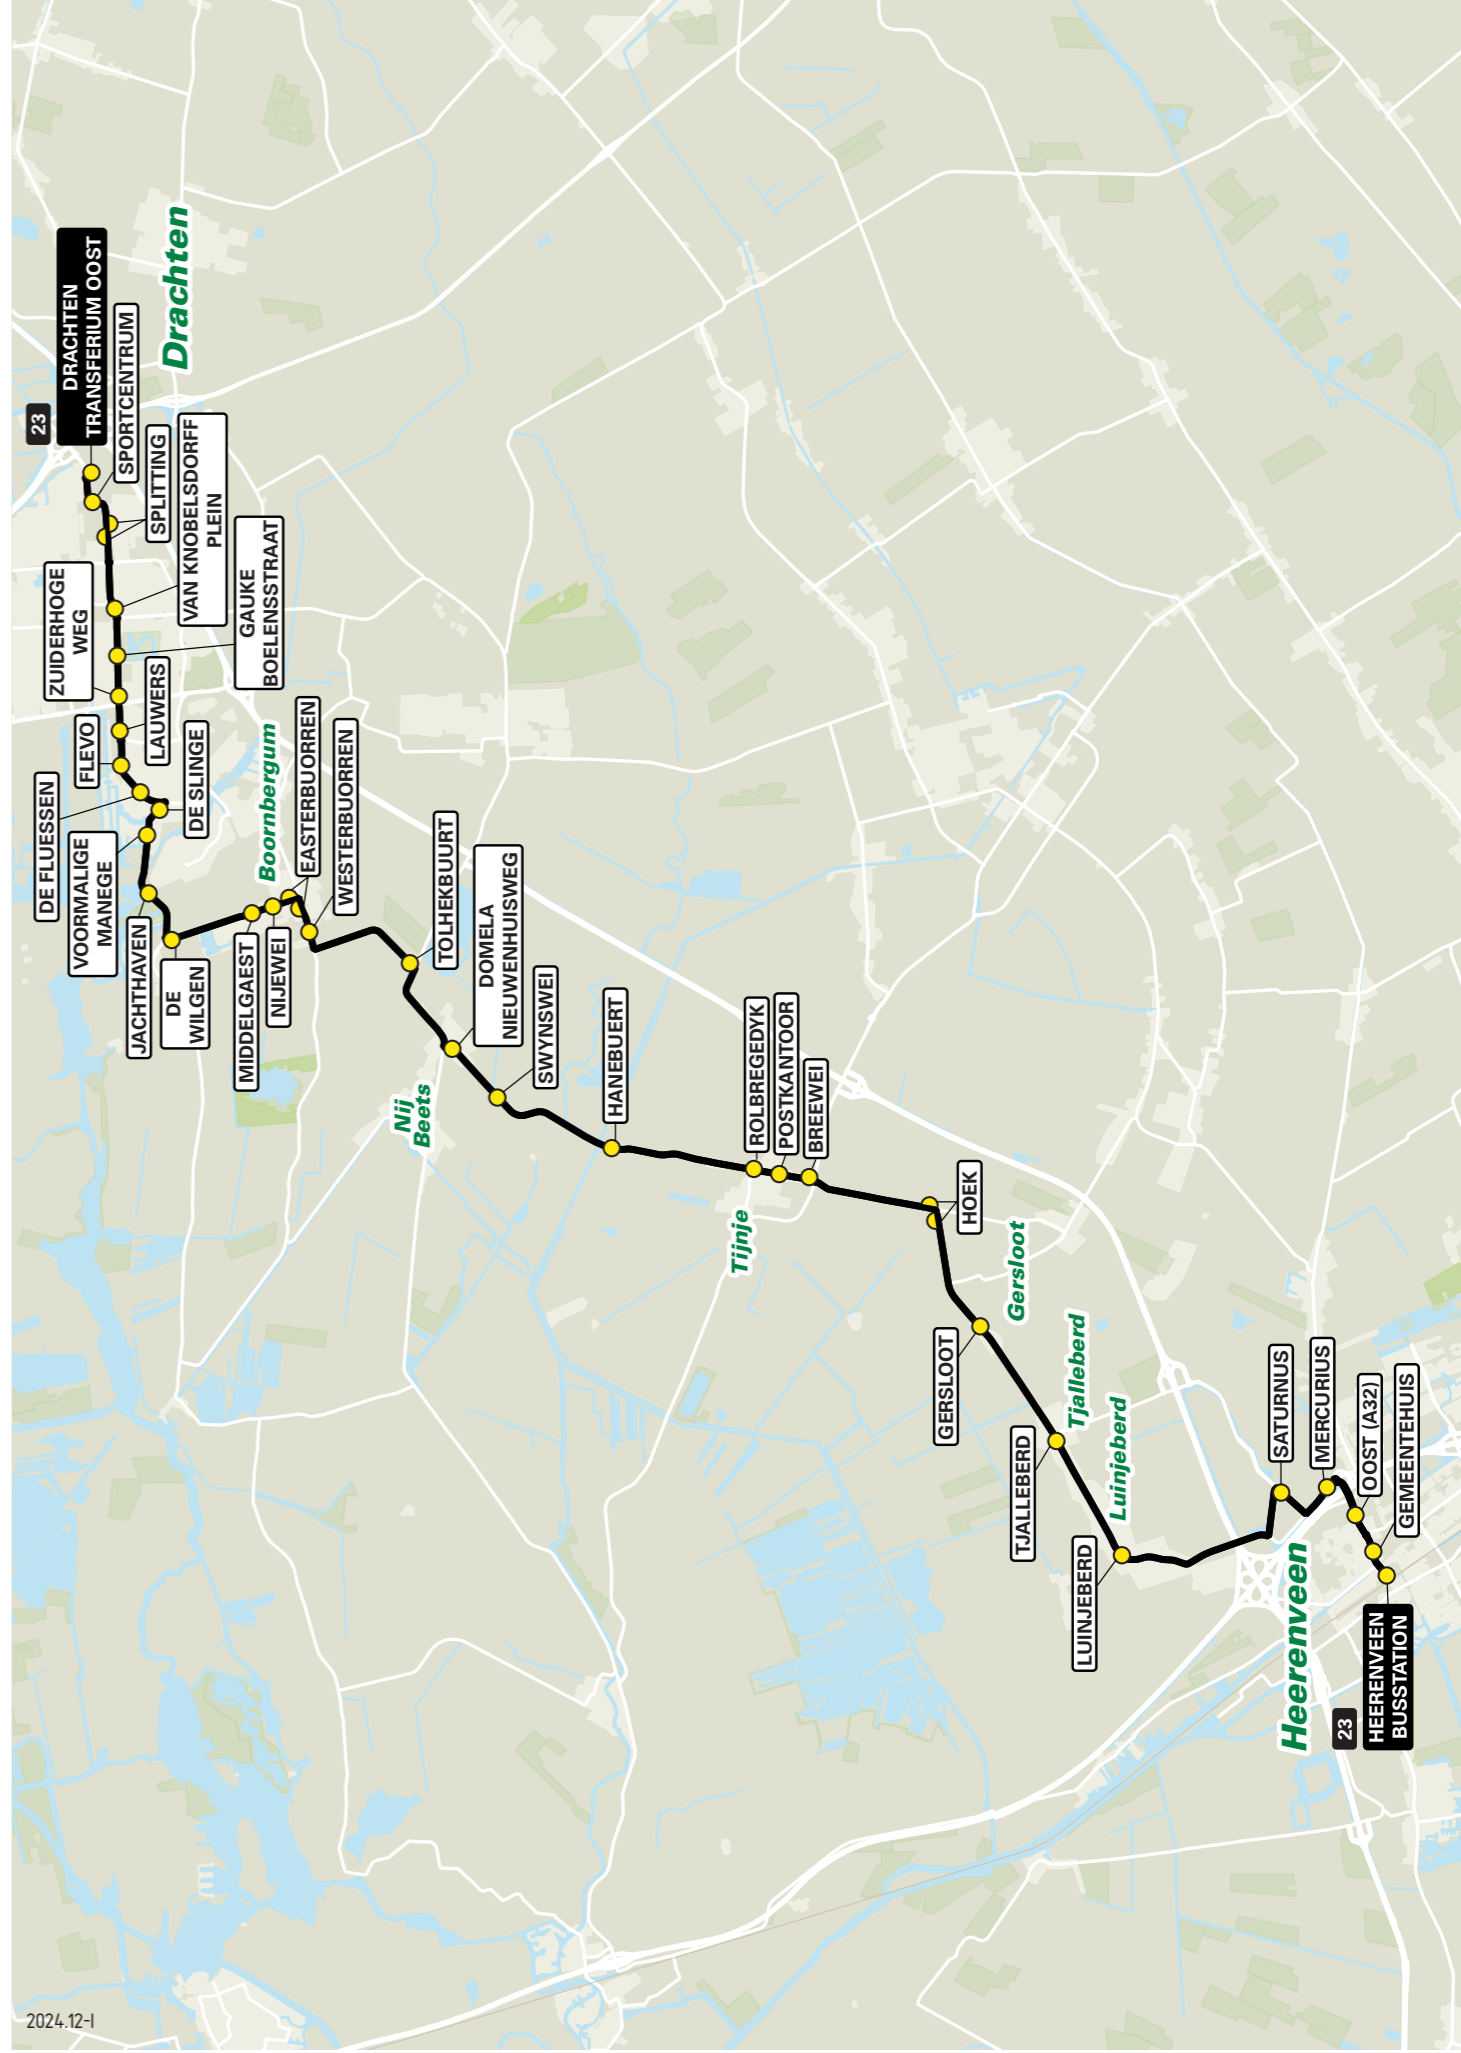 23
DRACHTEN
TRANSFERIUM OOST
SPORTCENTRUM
SPLITTING
Drachten
VAN KNOBELSDORFF
PLEIN
GAUKE
BOELENSSTRAAT
ZUIDERHOGE
WEG
LAUWERS
FLEVO
DE FLUESSEN
DE SLINGE
VOORMALIGE
MANEGE
JACHTHAVEN
DE
WILGEN
Boornbergum
MIDDELGAEST
NIJEWEI
EASTERBUORREN
WESTERBUORREN
TOLHEKBUURT
DOMELA
NIEUWENHUISWEG
Nij
Beets
SWYNSWEI
HANEBUERT
ROLBREGEDYK
POSTKANTOOR
BREEWEI
Tijnje
HOEK
Gersloot
GERSLOOT
Tjalleberd
TJALLEBERD
Luinjeberd
LUINJEBERD
SATURNUS
MERCURIUS
OOST (A32)
GEMEENTEHUIS
Heerenveen
23
HEERENVEEN
BUSSTATION
2024.12-I